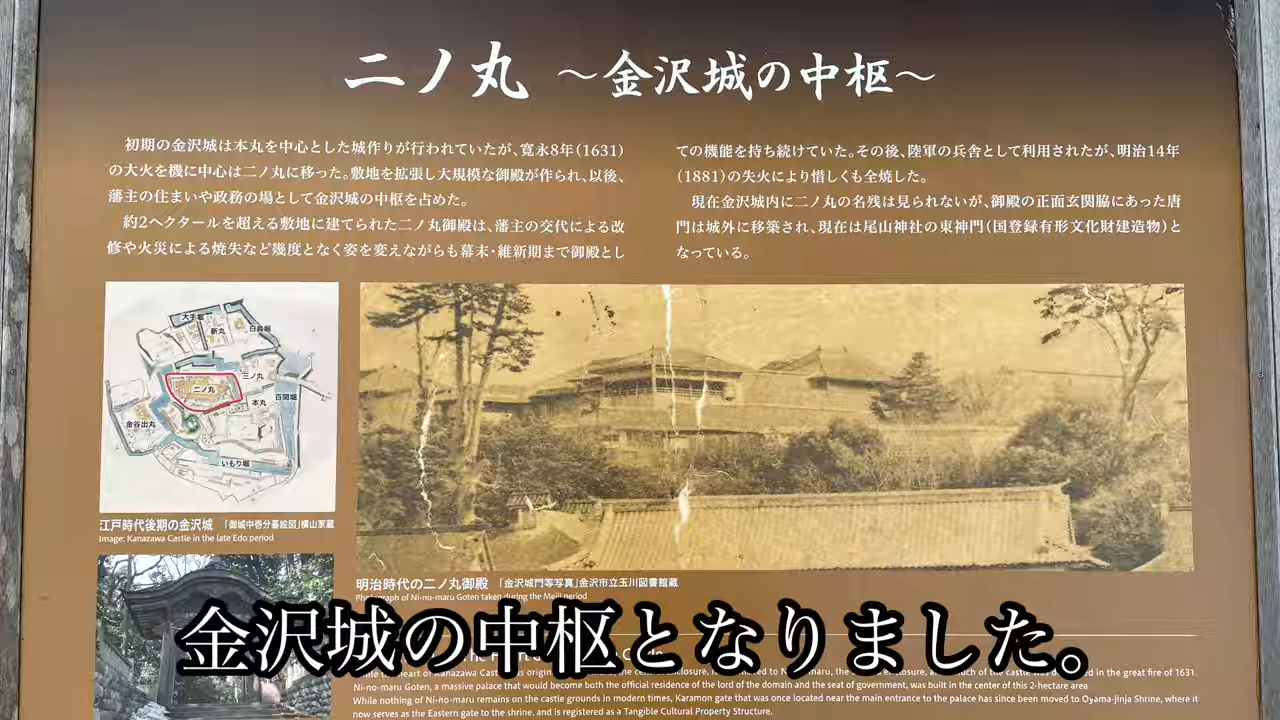 二ノ丸 ～金沢城の中枢～
初期の金沢城は本丸を中心とした城作りが行われていたが、寛永8年(1631)
の大火を機に中心は二ノ丸に移った。敷地を拡張し大規模な御殿が作られ、以後、
藩主の住まいや政務の場として金沢城の中枢を占めた。
約2ヘクタールを超える敷地に建てられた二ノ丸御殿は、藩主の交代による改
修や火災による焼失など幾度となく姿を変えながらも幕末・維新期まで御殿とし
ての機能を持ち続けていた。その後、陸軍の兵舎として利用されたが、明治14年
(1881)の失火により惜しくも全焼した。
現在金沢城内に二ノ丸の名残は見られないが、御殿の正面玄関脇にあった唐
門は城外に移築され、現在は尾山神社の東神門(国登録有形文化財建造物)と
なっている。
大手堀
新丸
白鳥堀
三ノ丸
二ノ丸
本丸
百間堀
金谷出丸
いもり堀
江戸時代後期の金沢城 「御城中壱分碁絵図」横山家蔵
Image: Kanazawa Castle in the late Edo period
明治時代の二ノ丸御殿 「金沢城門等写真」金沢市立玉川図書館蔵
Photograph of Ni-no-maru Goten taken during the Meiji period
金沢城の中枢となりました。
heart of Kanazawa in the great fire of 1631.
Ni-no-maru Goten, a massive palace that would become both the official residence of the lord of the domain and the seat of government, was built in the center of this 2-hectare area
While nothing of Ni-no-maru remains on the castle grounds in modern times, Karamon gate that was once located near the main entrance to the palace has since been moved to Oyama-jinja Shrine, where it
now serves as the Eastern gate to the shrine, and is registered as a Tangible Cultural Property Structure.